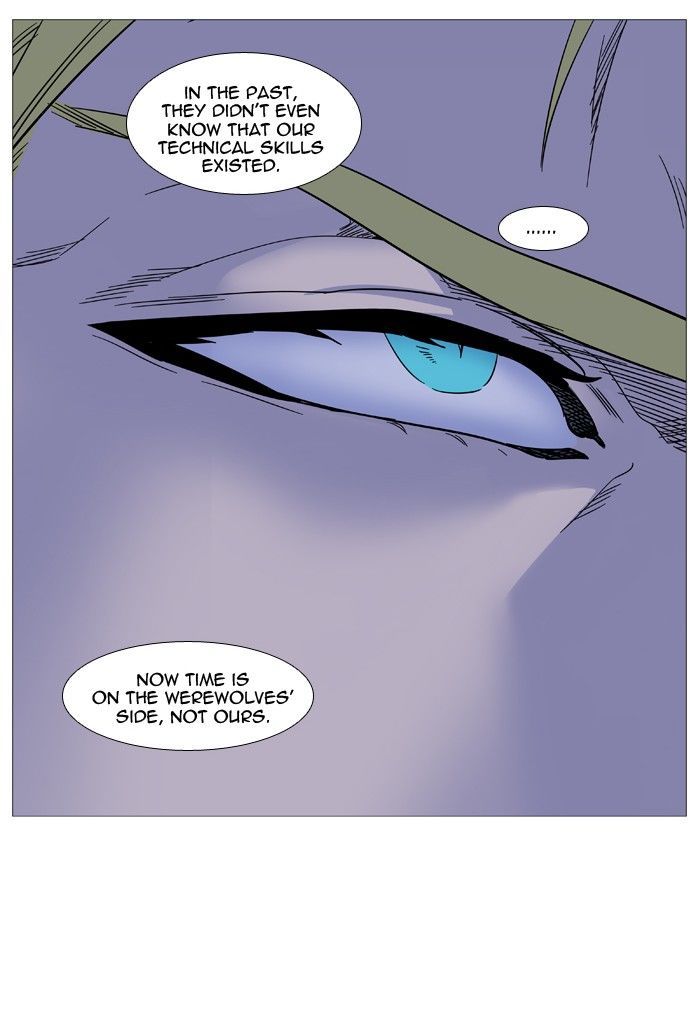 IN THE PAST,
THEY DIDN'T EVEN
KNOW THAT OUR
TECHNICAL SKILLS
EXISTED.
......
NOW TIME IS
ON THE WEREWOLVES'
SIDE, NOT OURS.